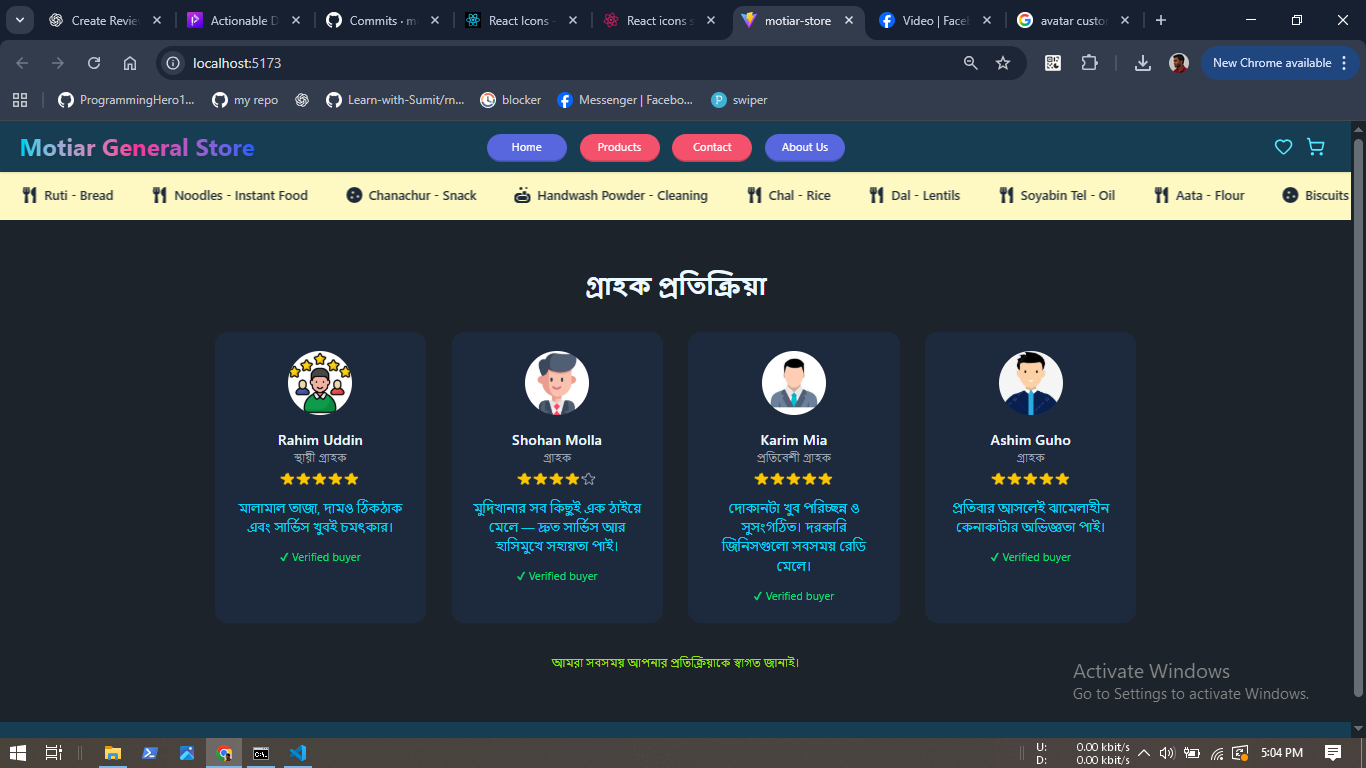 Create Revie
Actionable D
Commits · m
React Icons
React icons s
motiar-store
Video | Face
avatar custo
localhost:5173
New Chrome available
ProgrammingHero1...
my repo
Learn-with-Sumit/rn...
blocker
Messenger | Facebo...
swiper
Motiar General Store
Home
Products
Contact
About Us
Ruti - Bread
Noodles - Instant Food
Chanachur - Snack
Handwash Powder - Cleaning
Chal - Rice
Dal - Lentils
Soyabin Tel - Oil
Aata - Flour
Biscuits
গ্রাহক প্রতিক্রিয়া
Rahim Uddin
স্থায়ী গ্রাহক
মালামাল তাজা, দামও ঠিকঠাক
এবং সার্ভিস খুবই চমৎকার।
✓ Verified buyer
Shohan Molla
গ্রাহক
মুদিখানার সব কিছুই এক ঠাইয়ে
মেলে — দ্রুত সার্ভিস আর
হাসিমুখে সহায়তা পাই।
✓ Verified buyer
Karim Mia
প্রতিবেশী গ্রাহক
দোকানটা খুব পরিচ্ছন্ন ও
সুসংগঠিত। দরকারি
জিনিসগুলো সবসময় রেডি
মেলে।
✓ Verified buyer
Ashim Guho
গ্রাহক
প্রতিবার আসলেই ঝামেলাহীন
কেনাকাটার অভিজ্ঞতা পাই।
✓ Verified buyer
আমরা সবসময় আপনার প্রতিক্রিয়াকে স্বাগত জানাই।
Activate Windows
Go to Settings to activate Windows.
U: 0.00 kbit/s
D: 0.00 kbit/s
5:04 PM